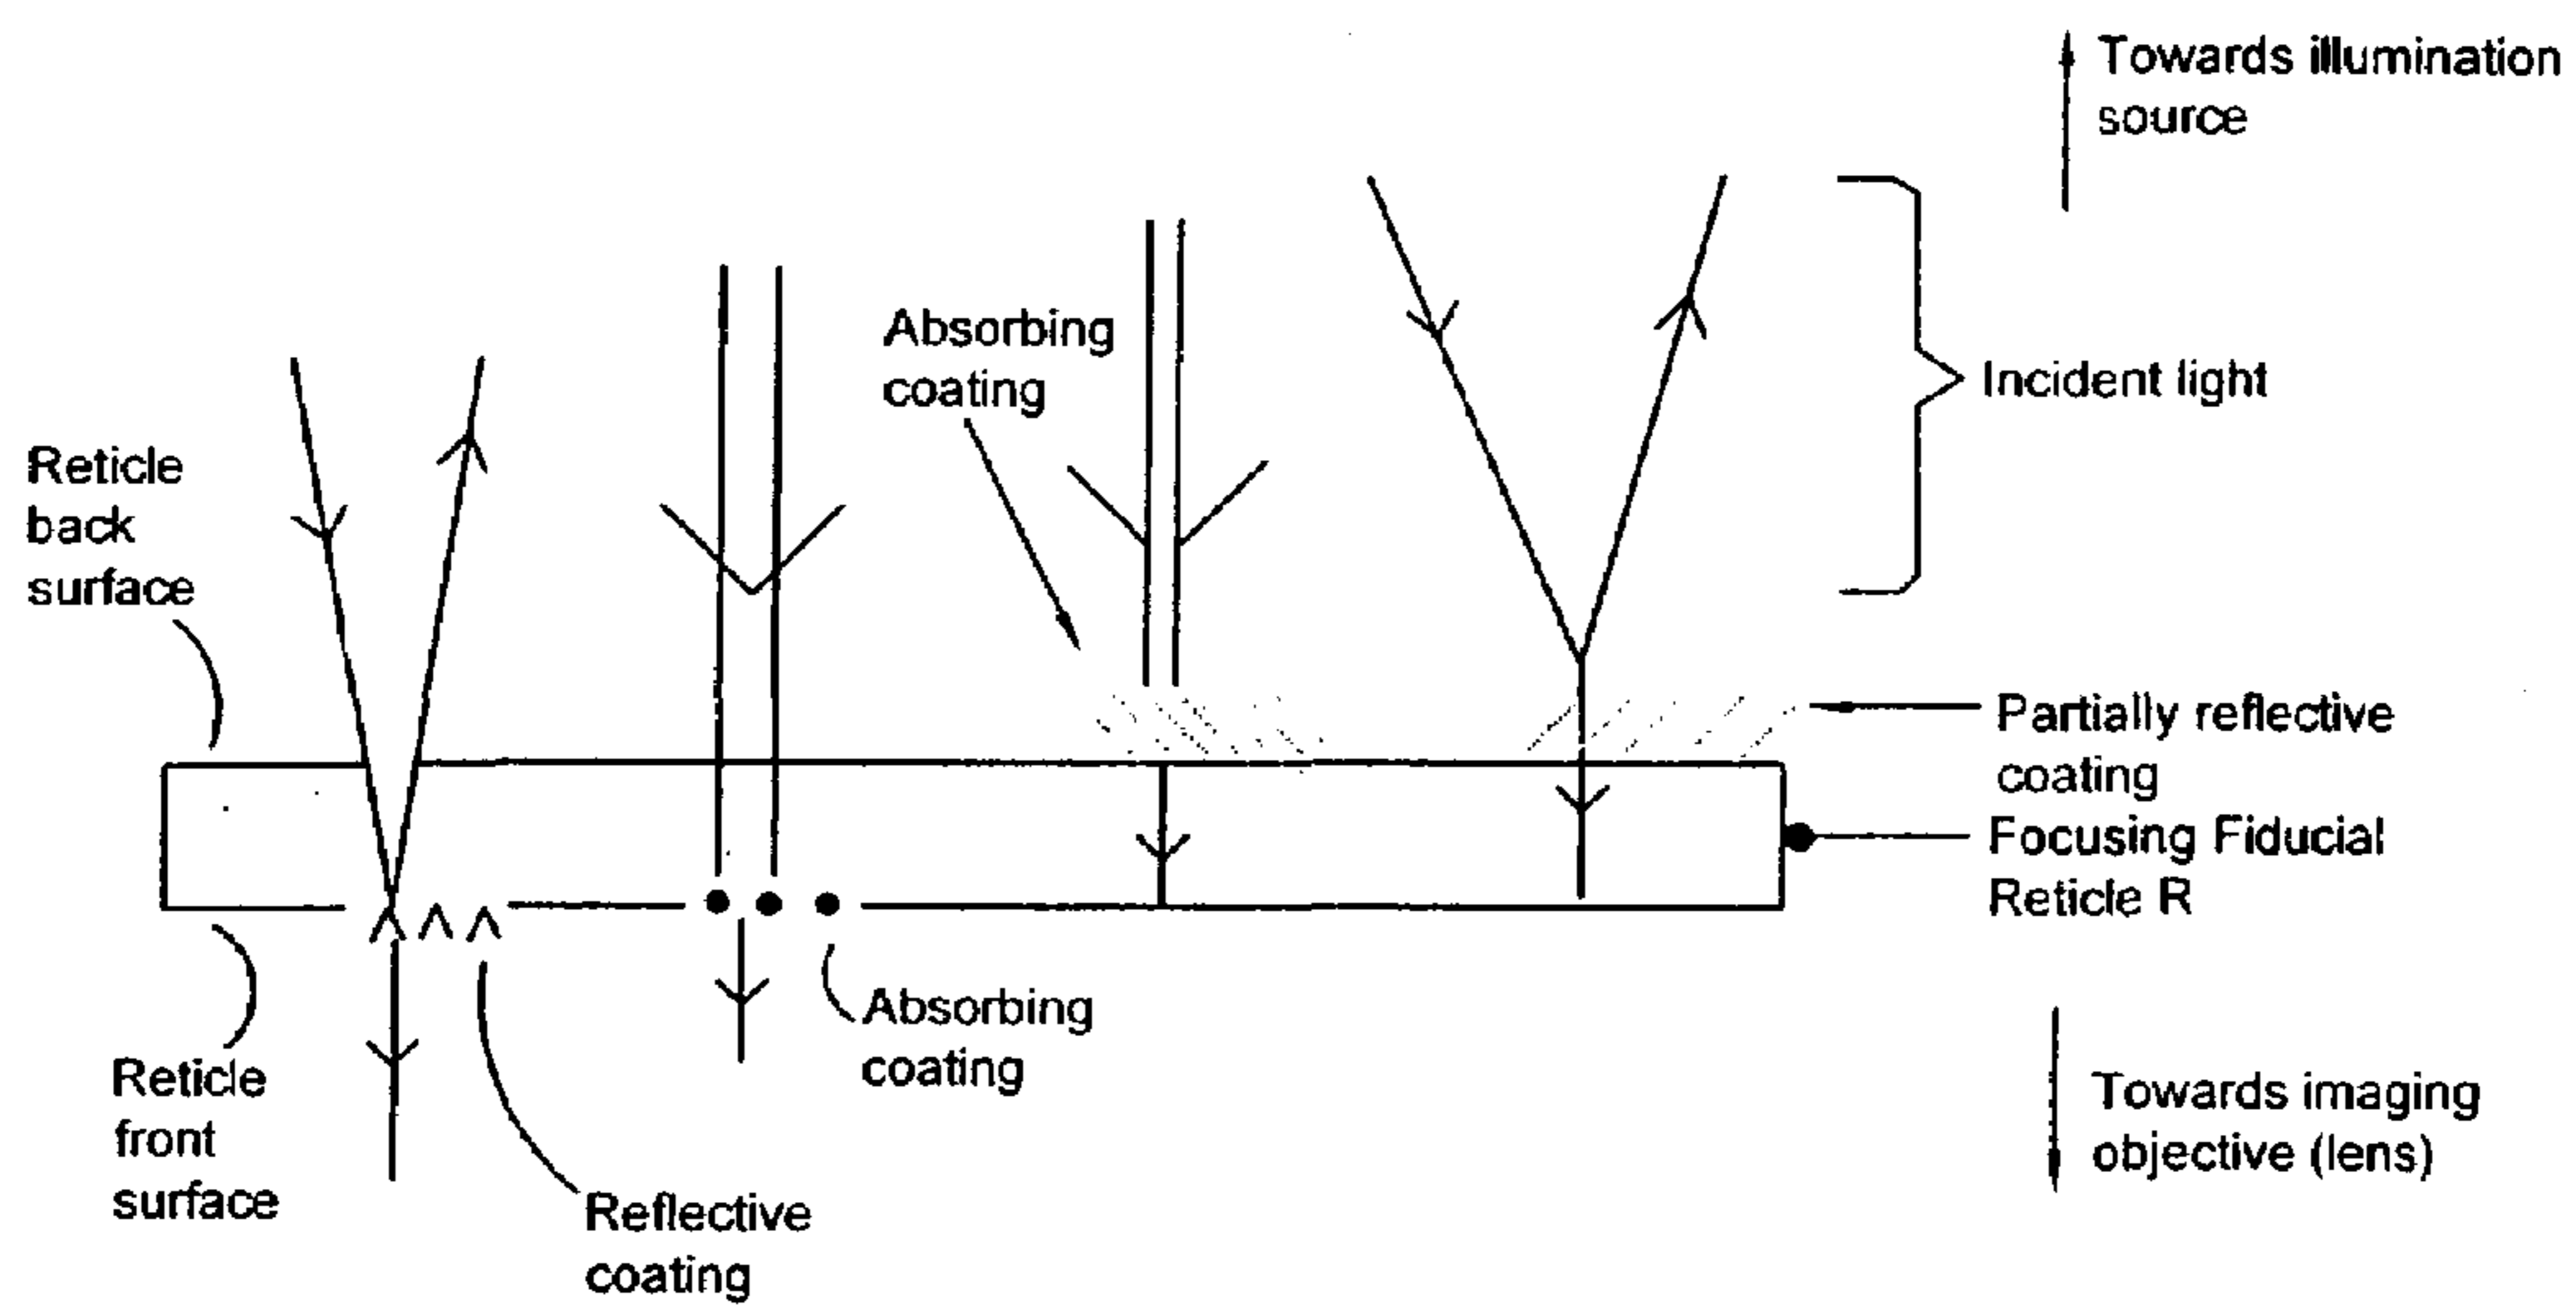 Towards illumination
source
Absorbing
coating
Incident light
Reticle
back
surface
Partially reflective
coating
Focusing Fiducial
Reticle R
Absorbing
coating
Reticle
front
surface
Towards imaging
objective (lens)
Reflective
coating